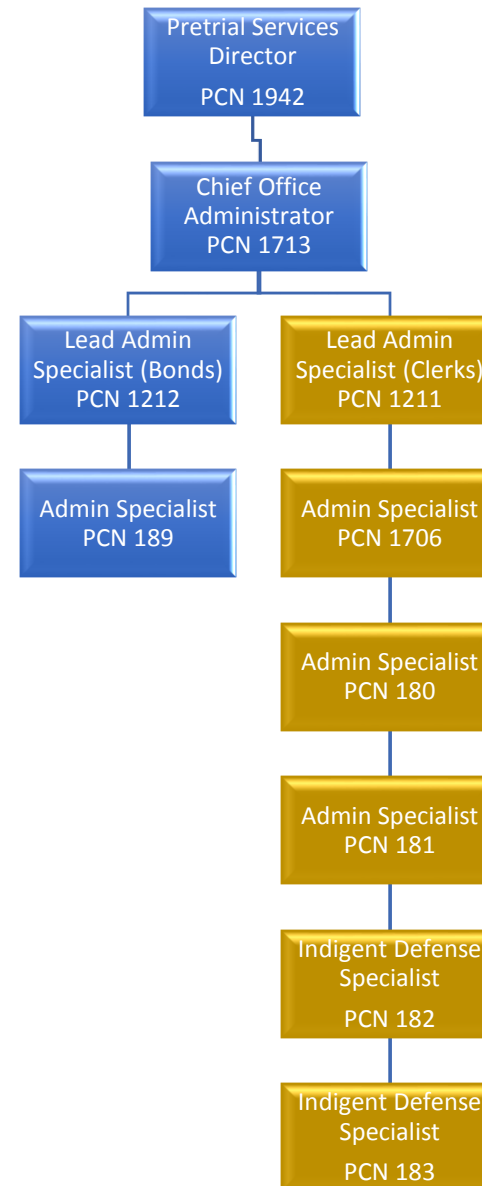 Pretrial Services
Director
PCN 1942
Chief Office
Administrator
PCN 1713
Lead Admin
Specialist (Bonds)
PCN 1212
Lead Admin
Specialist (Clerks)
PCN 1211
Admin Specialist
PCN 189
Admin Specialist
PCN 1706
Admin Specialist
PCN 180
Admin Specialist
PCN 181
Indigent Defense
Specialist
PCN 182
Indigent Defense
Specialist
PCN 183